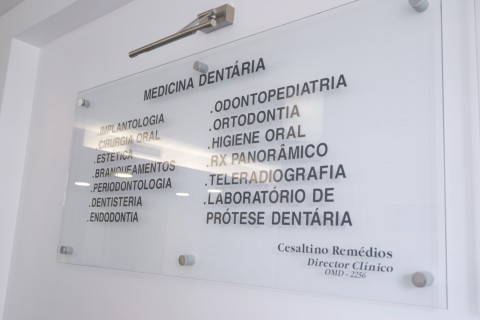 MEDICINA DENTÁRIA
.IMPLANTOLOGIA
.CIRURGIA ORAL
.ESTÉTICA
.BRANQUEAMENTOS
.PERIODONTOLOGIA
.DENTISTERIA
.ENDODONTIA
.ODONTOPEDIATRIA
.ORTODONTIA
.HIGIENE ORAL
.RX PANORÂMICO
.TELERADIOGRAFIA
.LABORATÓRIO DE
PRÓTESE DENTÁRIA
Cesaltino Remédios
Director Clínico
OMD - 2256